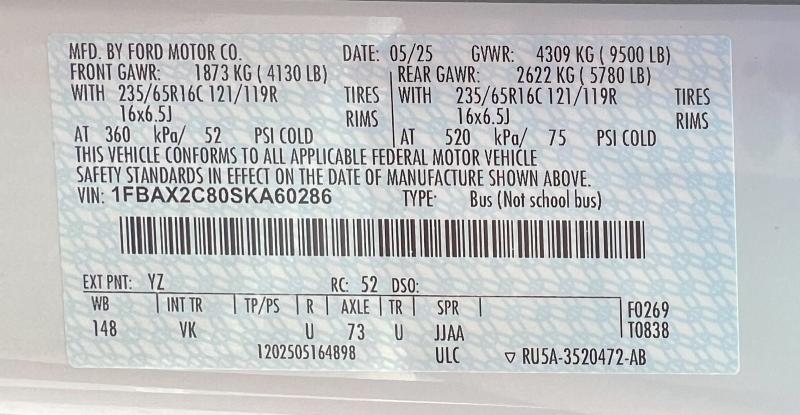 MFD. BY FORD MOTOR CO. DATE: 05/25 GVWR: 4309 KG ( 9500 LB)
FRONT GAWR: 1873 KG ( 4130 LB) REAR GAWR: 2622 KG ( 5780 LB)
WITH 235/65R16C 121/119R TIRES WITH 235/65R16C 121/119R TIRES
16x6.5J RIMS 16x6.5J RIMS
AT 360 kPa/ 52 PSI COLD AT 520 kPa/ 75 PSI COLD
THIS VEHICLE CONFORMS TO ALL APPLICABLE FEDERAL MOTOR VEHICLE
SAFETY STANDARDS IN EFFECT ON THE DATE OF MANUFACTURE SHOWN ABOVE.
VIN: 1FBAX2C80SKA60286 TYPE: Bus (Not school bus)
EXT PNT: YZ RC: 52 DSO:
WB INT TR TP/PS R AXLE TR SPR F0269
148 VK U 73 U JJAA T0838
1202505164898 ULC ▽ RU5A-3520472-AB